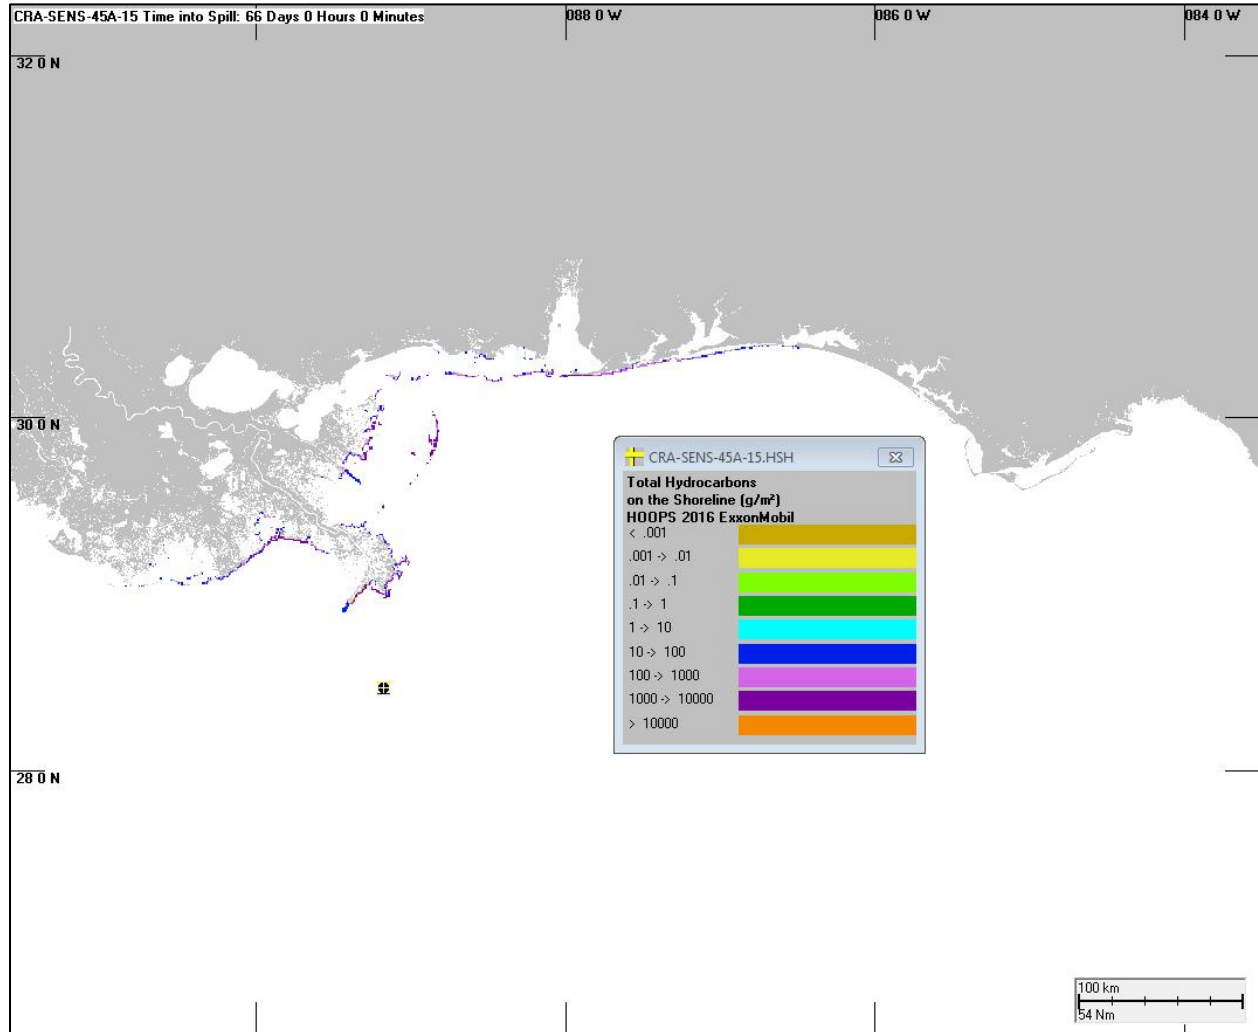 CRA-SENS-45A-15 Time into Spill: 66 Days 0 Hours 0 Minutes
088 0 W
086 0 W
084 0 W
32 0 N
30 0 N
28 0 N
CRA-SENS-45A-15.HSH
Total Hydrocarbons
on the Shoreline (g/m²)
HOOPS 2016 ExxonMobil
< .001
.001 -> .01
.01 -> .1
.1 -> 1
1 -> 10
10 -> 100
100 -> 1000
1000 -> 10000
> 10000
100 km
54 Nm